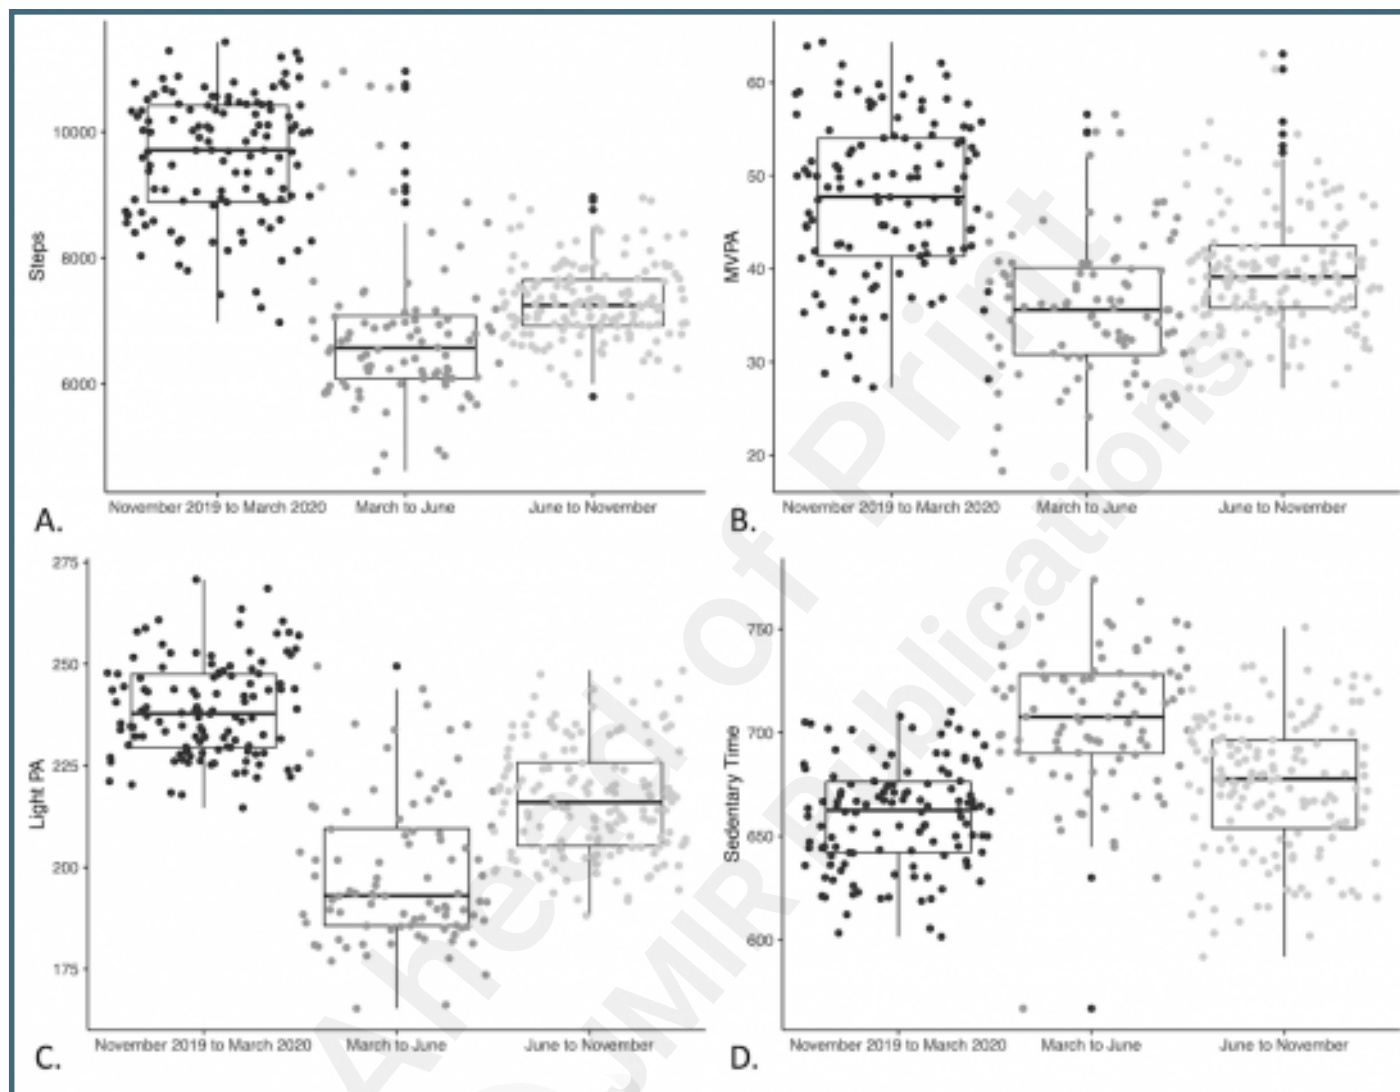 Steps
10000
8000
6000
November 2019 to March 2020 March to June June to November
A.
MVPA
60
50
40
30
20
November 2019 to March 2020 March to June June to November
B.
Light PA
275
250
225
200
175
November 2019 to March 2020 March to June June to November
C.
Sedentary Time
750
700
650
600
November 2019 to March 2020 March to June June to November
D.
Ahead of Print
JMIR Publications